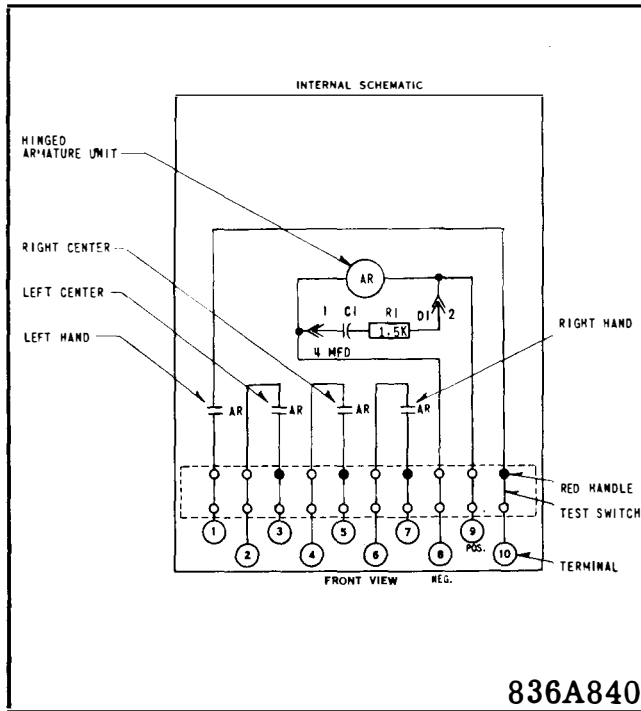 INTERNAL SCHEMATIC
HINGED
ARMATURE UNIT
AR
RIGHT CENTER
LEFT CENTER
LEFT HAND
1 C1 R1 D1 2
1.5K
4 MFD
RIGHT HAND
AR AR AR AR
RED HANDLE
TEST SWITCH
1 3 5 7 9
POS.
2 4 6 8 10
TERMINAL
FRONT VIEW NEG.
836A840